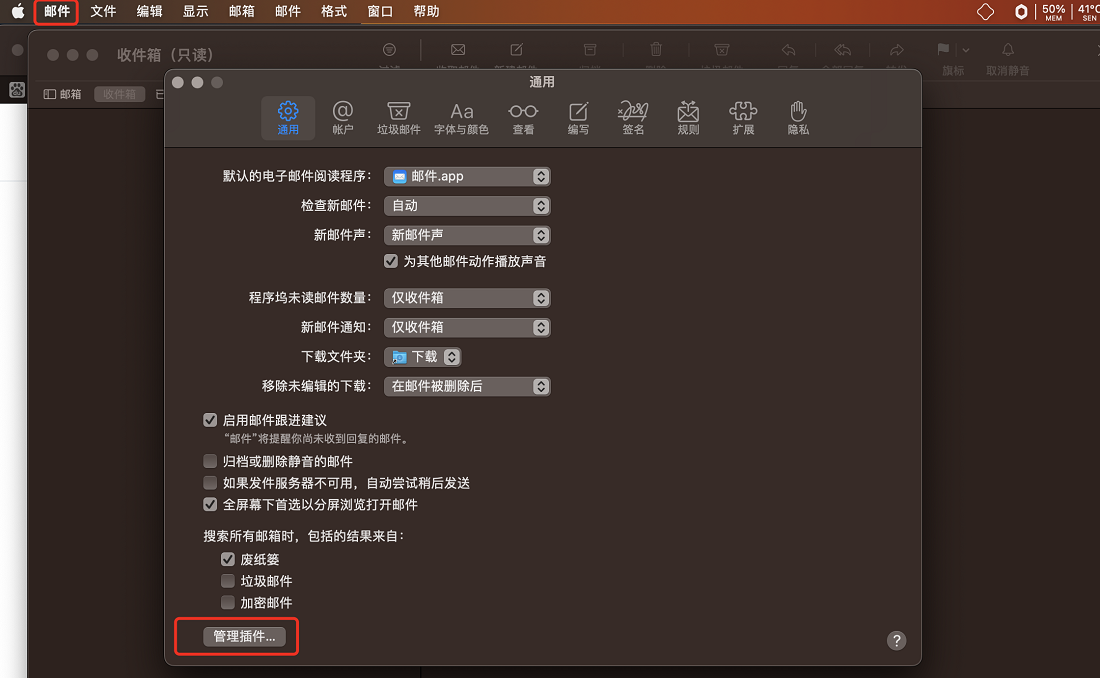 邮件 文件 编辑 显示 邮箱 邮件 格式 窗口 帮助 50% MEM 41°C SEN
收件箱（只读）
旗标 取消静音
邮箱 收件箱
通用
通用 @ 帐户 垃圾邮件 Aa 字体与颜色 查看 编写 签名 规则 扩展 隐私
默认的电子邮件阅读程序： 邮件.app
检查新邮件： 自动
新邮件声： 新邮件声
为其他邮件动作播放声音
程序坞未读邮件数量： 仅收件箱
新邮件通知： 仅收件箱
下载文件夹： 下载
移除未编辑的下载： 在邮件被删除后
启用邮件跟进建议
“邮件”将提醒你尚未收到回复的邮件。
归档或删除静音的邮件
如果发件服务器不可用，自动尝试稍后发送
全屏幕下首选以分屏浏览打开邮件
搜索所有邮箱时，包括的结果来自：
废纸篓
垃圾邮件
加密邮件
管理插件... ?